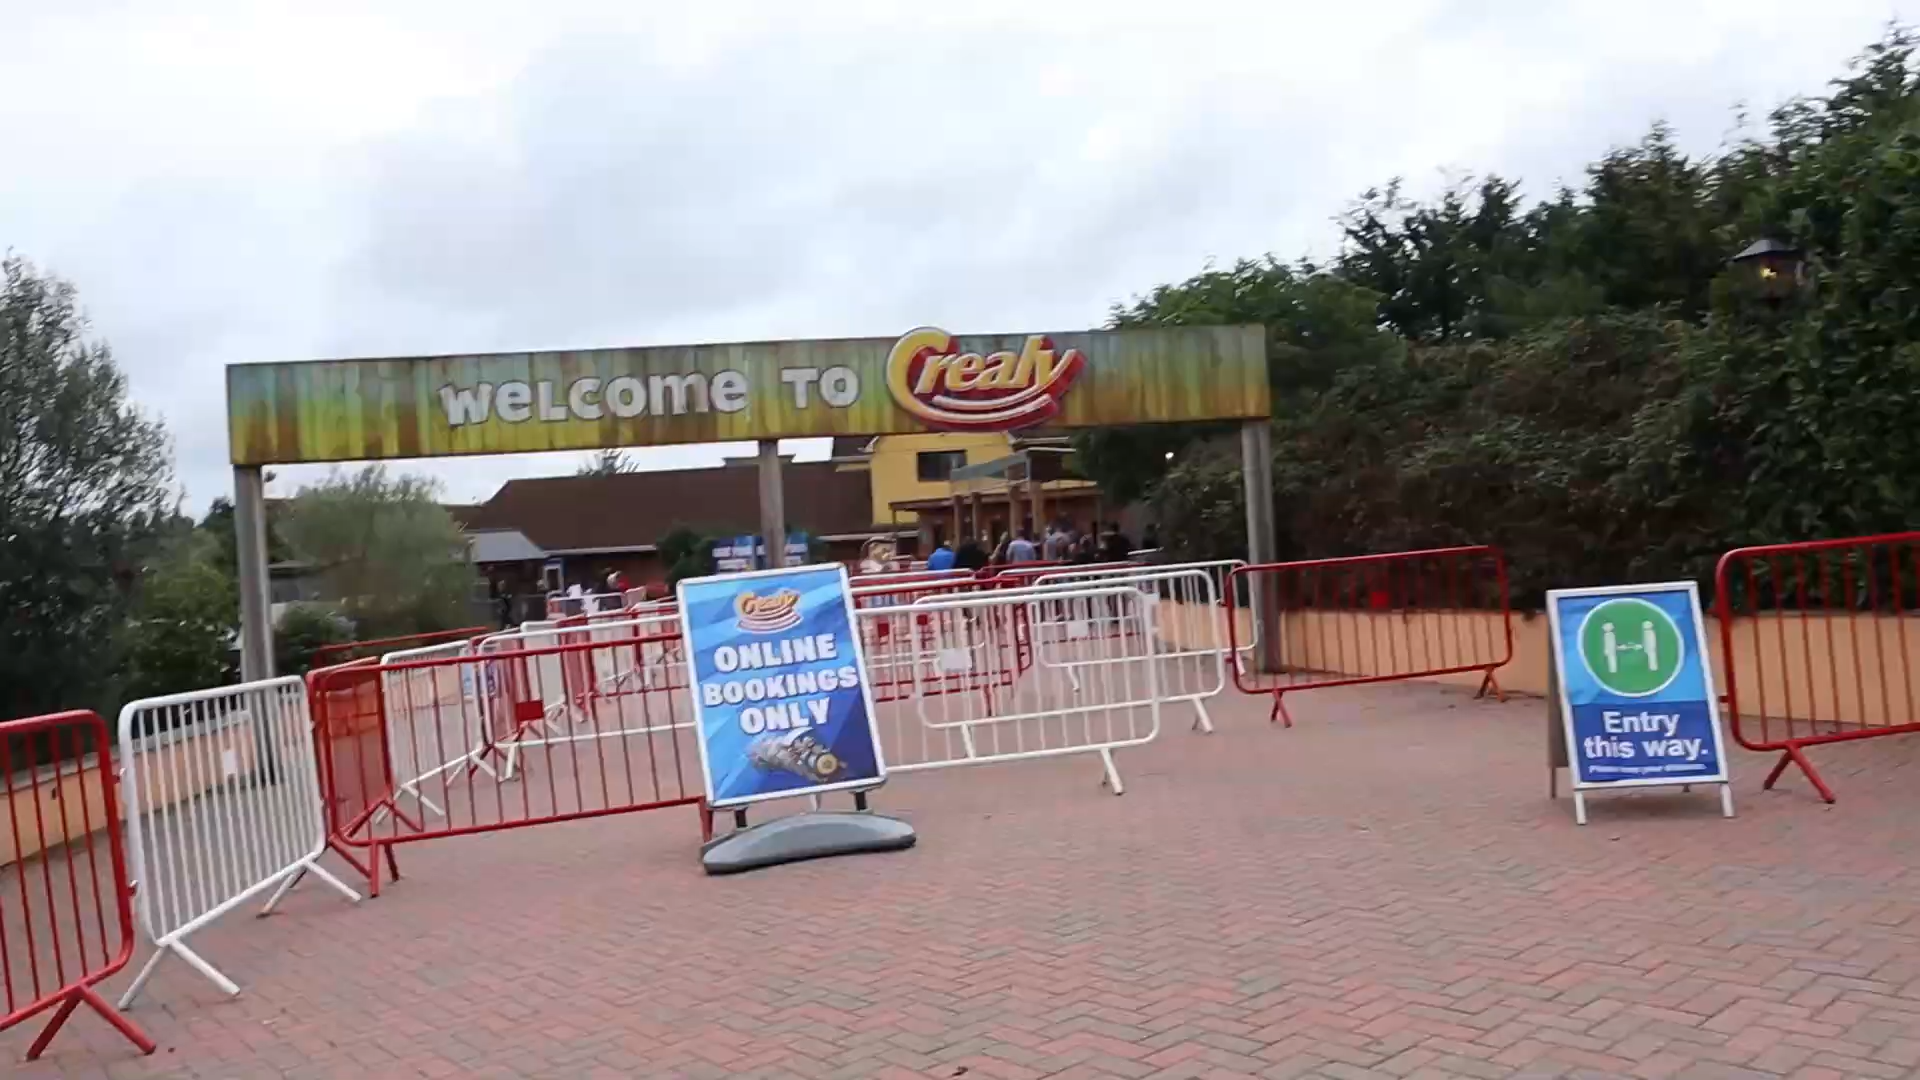 WELCOME TO Crealy
Crealy
ONLINE
BOOKINGS
ONLY
Entry
this way.